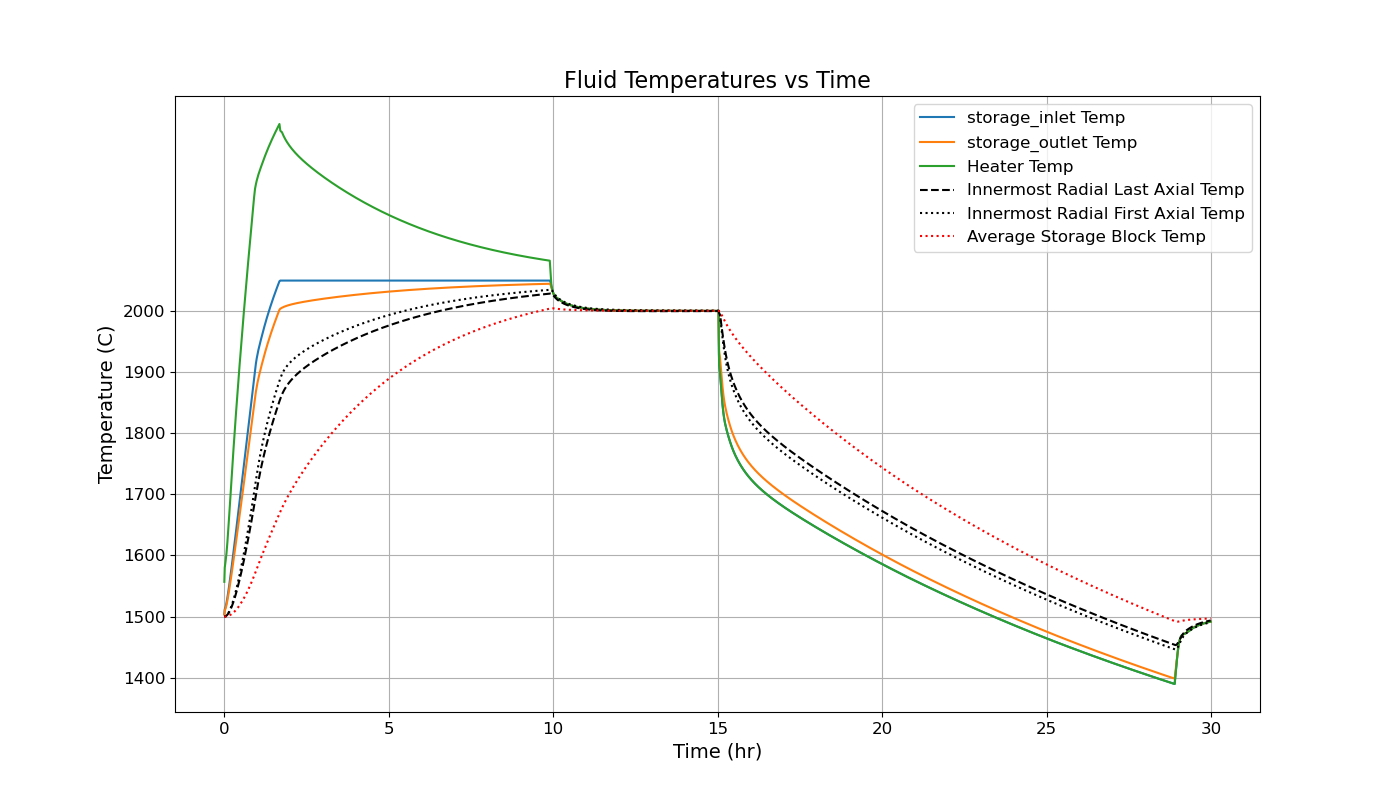 Fluid Temperatures vs Time
storage_inlet Temp
storage_outlet Temp
Heater Temp
Innermost Radial Last Axial Temp
Innermost Radial First Axial Temp
Average Storage Block Temp
Temperature (C)
2000
1900
1800
1700
1600
1500
1400
0 5 10 15 20 25 30
Time (hr)